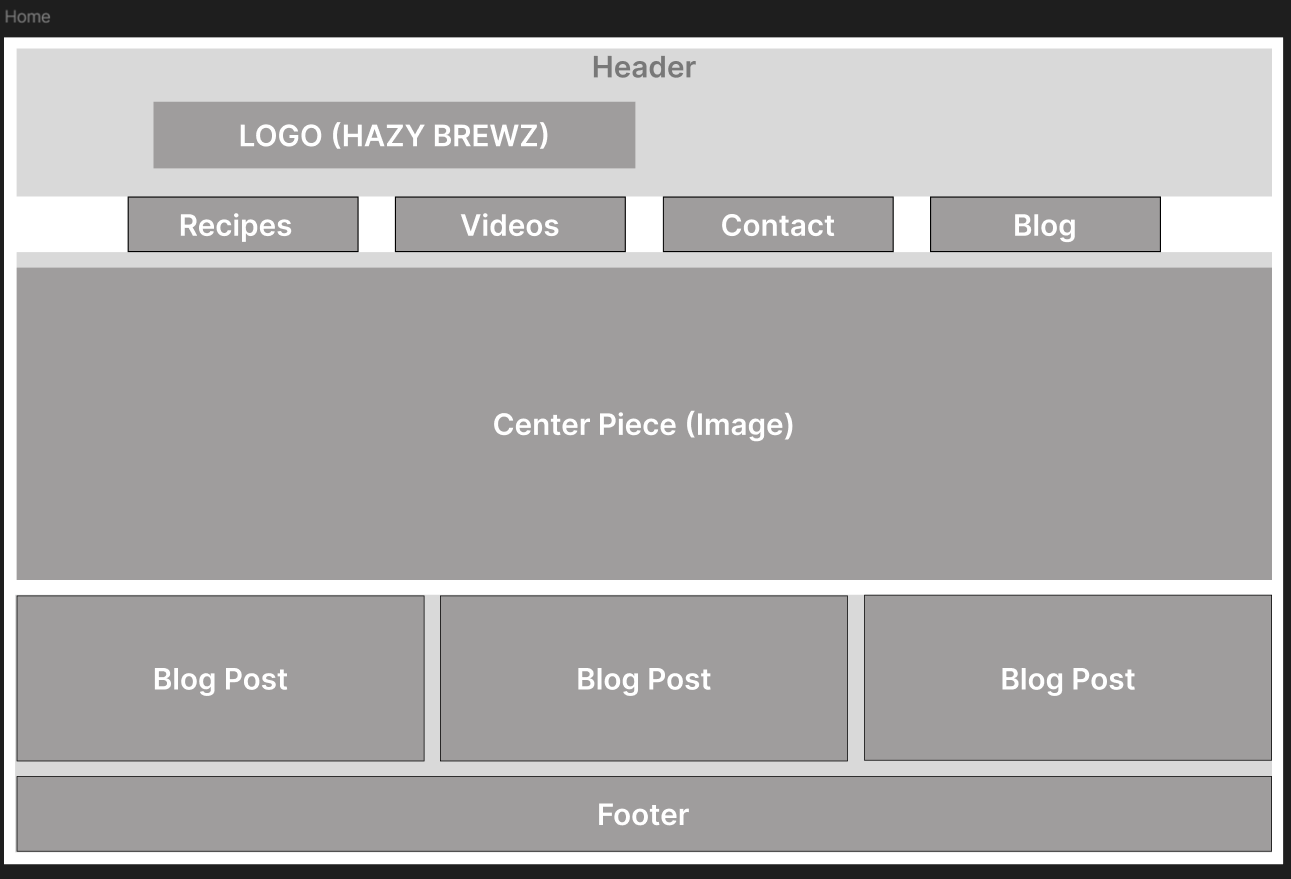 Home
Header
LOGO (HAZY BREWZ)
Recipes
Videos
Contact
Blog
Center Piece (Image)
Blog Post
Blog Post
Blog Post
Footer